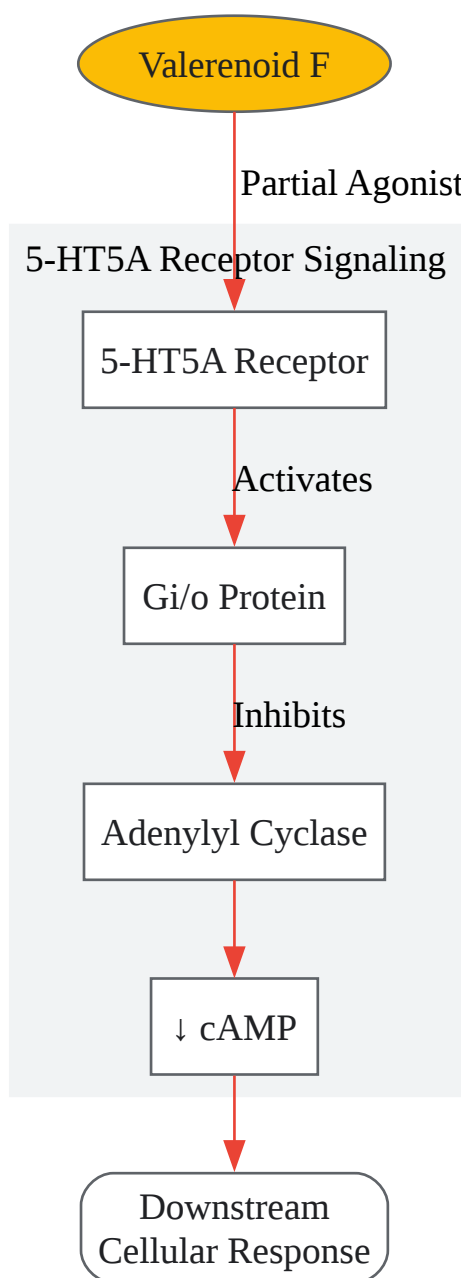 Valerenoid F
Partial Agonist
5-HT5A Receptor Signaling
5-HT5A Receptor
Activates
Gi/o Protein
Inhibits
Adenylyl Cyclase
↓ cAMP
Downstream
Cellular Response